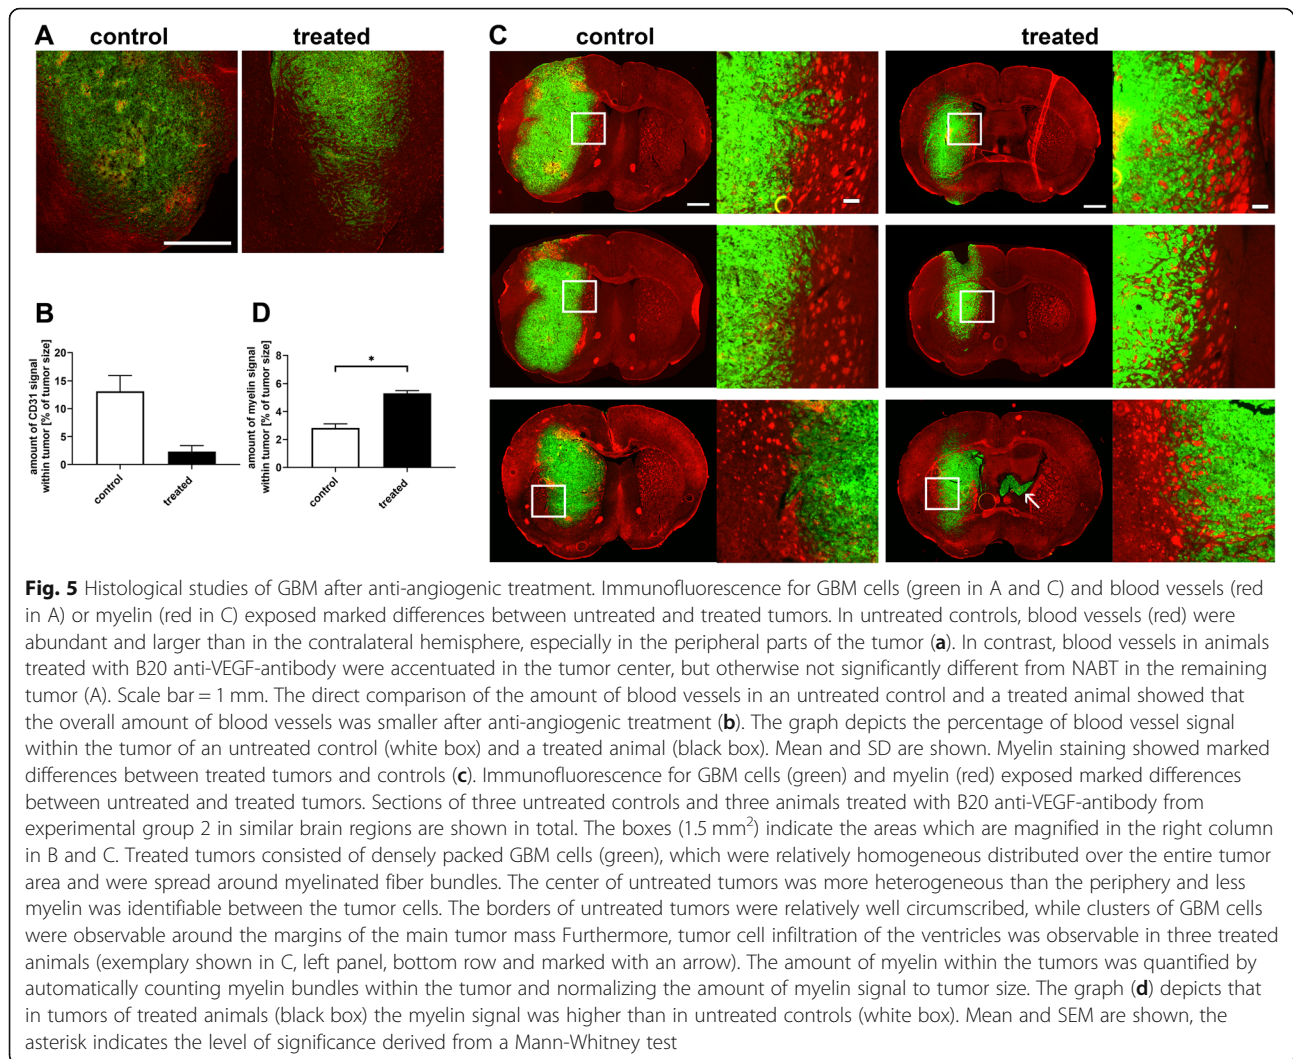 A control treated
C control treated
B
amount of CD31 signal
within tumor [% of tumor size]
20
15
10
5
0
control
treated
D
amount of myelin signal
within tumor [% of tumor size]
8
6
4
2
0
*
control
treated
Fig. 5 Histological studies of GBM after anti-angiogenic treatment. Immunofluorescence for GBM cells (green in A and C) and blood vessels (red
in A) or myelin (red in C) exposed marked differences between untreated and treated tumors. In untreated controls, blood vessels (red) were
abundant and larger than in the contralateral hemisphere, especially in the peripheral parts of the tumor (a). In contrast, blood vessels in animals
treated with B20 anti-VEGF-antibody were accentuated in the tumor center, but otherwise not significantly different from NABT in the remaining
tumor (A). Scale bar = 1 mm. The direct comparison of the amount of blood vessels in an untreated control and a treated animal showed that
the overall amount of blood vessels was smaller after anti-angiogenic treatment (b). The graph depicts the percentage of blood vessel signal
within the tumor of an untreated control (white box) and a treated animal (black box). Mean and SD are shown. Myelin staining showed marked
differences between treated tumors and controls (c). Immunofluorescence for GBM cells (green) and myelin (red) exposed marked differences
between untreated and treated tumors. Sections of three untreated controls and three animals treated with B20 anti-VEGF-antibody from
experimental group 2 in similar brain regions are shown in total. The boxes (1.5 mm²) indicate the areas which are magnified in the right column
in B and C. Treated tumors consisted of densely packed GBM cells (green), which were relatively homogeneous distributed over the entire tumor
area and were spread around myelinated fiber bundles. The center of untreated tumors was more heterogeneous than the periphery and less
myelin was identifiable between the tumor cells. The borders of untreated tumors were relatively well circumscribed, while clusters of GBM cells
were observable around the margins of the main tumor mass Furthermore, tumor cell infiltration of the ventricles was observable in three treated
animals (exemplary shown in C, left panel, bottom row and marked with an arrow). The amount of myelin within the tumors was quantified by
automatically counting myelin bundles within the tumor and normalizing the amount of myelin signal to tumor size. The graph (d) depicts that
in tumors of treated animals (black box) the myelin signal was higher than in untreated controls (white box). Mean and SEM are shown, the
asterisk indicates the level of significance derived from a Mann-Whitney test